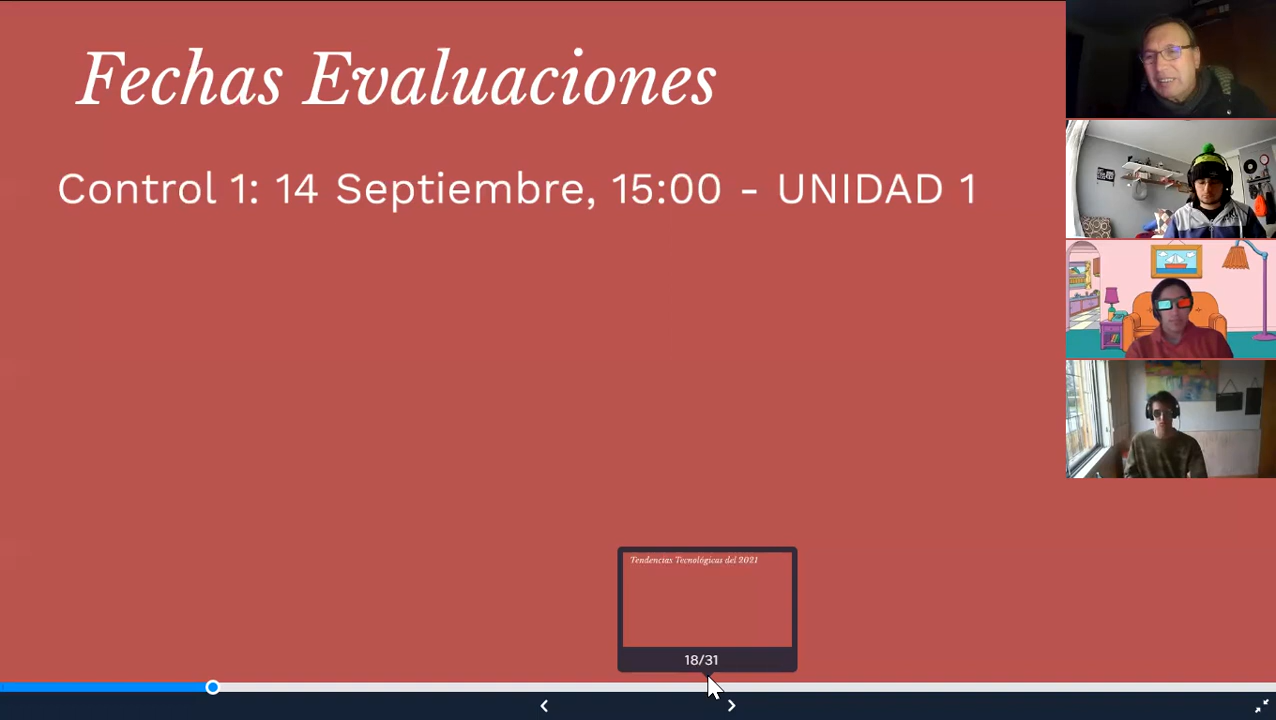 Fechas Evaluaciones
Control 1: 14 Septiembre, 15:00 - UNIDAD 1
Tendencias Tecnológicas del 2021
18/31